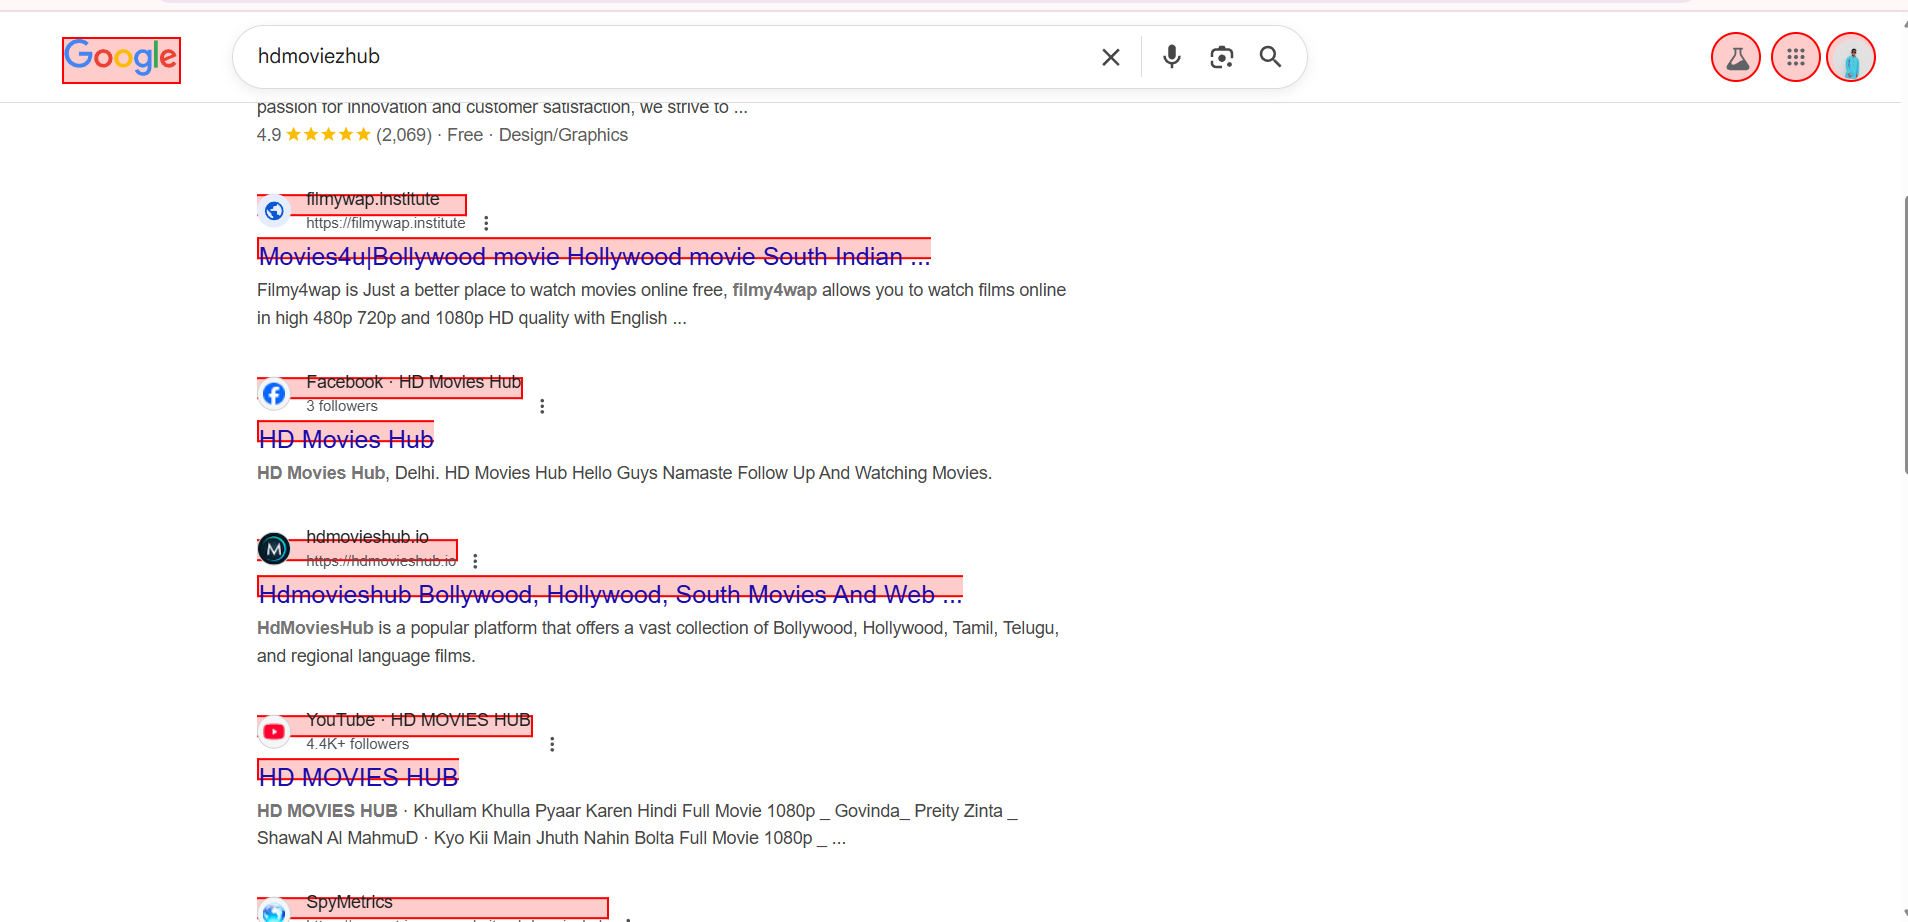 Google
hdmoviezhub
passion for innovation and customer satisfaction, we strive to ...
4.9 ★★★★★ (2,069) · Free · Design/Graphics
filmywap.institute
https://filmywap.institute
Movies4u|Bollywood movie Hollywood movie South Indian ...
Filmy4wap is Just a better place to watch movies online free, filmy4wap allows you to watch films online
in high 480p 720p and 1080p HD quality with English ...
Facebook · HD Movies Hub
3 followers
HD Movies Hub
HD Movies Hub, Delhi. HD Movies Hub Hello Guys Namaste Follow Up And Watching Movies.
hdmovieshub.io
https://hdmovieshub.io
Hdmovieshub Bollywood, Hollywood, South Movies And Web ...
HdMoviesHub is a popular platform that offers a vast collection of Bollywood, Hollywood, Tamil, Telugu,
and regional language films.
YouTube · HD MOVIES HUB
4.4K+ followers
HD MOVIES HUB
HD MOVIES HUB · Khullam Khulla Pyaar Karen Hindi Full Movie 1080p _ Govinda_ Preity Zinta _
ShawaN Al MahmuD · Kyo Kii Main Jhuth Nahin Bolta Full Movie 1080p _ ...
SpyMetrics